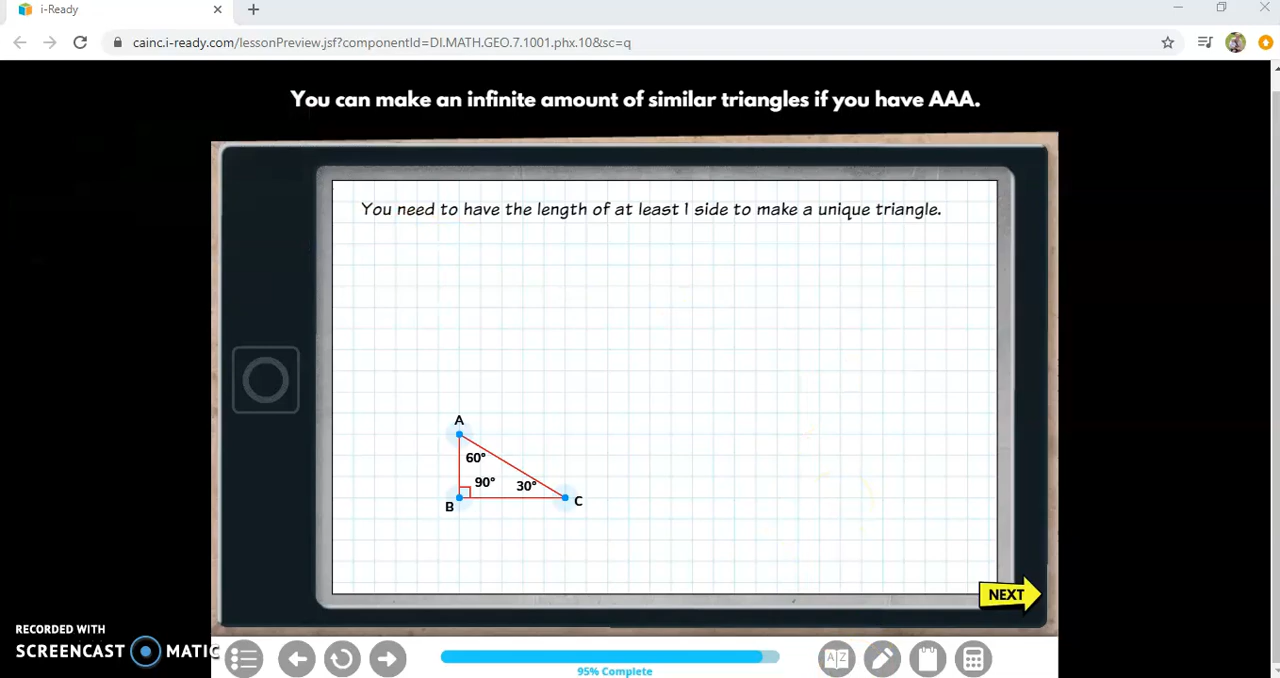 i-Ready
cainc.i-ready.com/lessonPreview.jsf?componentId=DI.MATH.GEO.7.1001.phx.10&sc=q
You can make an infinite amount of similar triangles if you have AAA.
You need to have the length of at least 1 side to make a unique triangle.
A
60°
90° 30°
B C
NEXT
RECORDED WITH
SCREENCAST MATIC
A Z
95% Complete